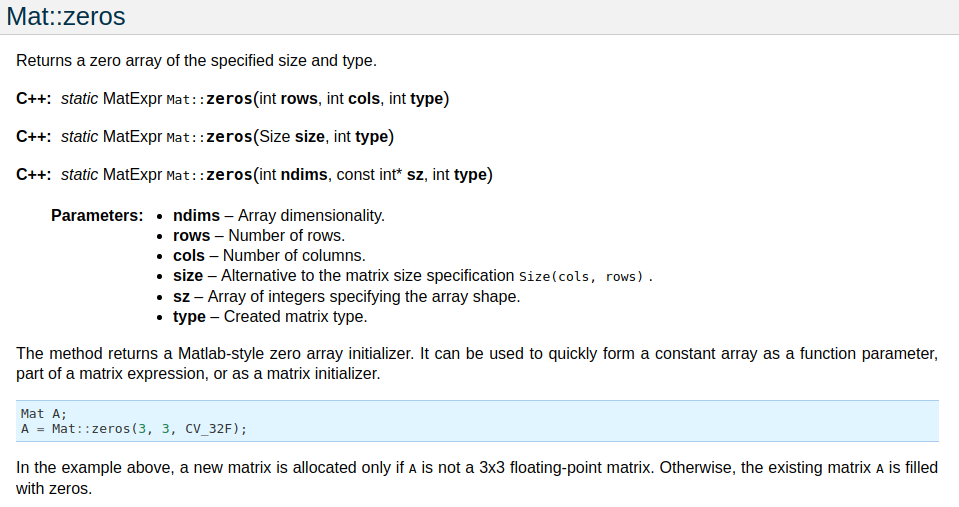 Mat::zeros
Returns a zero array of the specified size and type.
C++: static MatExpr Mat::zeros(int rows, int cols, int type)
C++: static MatExpr Mat::zeros(Size size, int type)
C++: static MatExpr Mat::zeros(int ndims, const int* sz, int type)
Parameters: • ndims – Array dimensionality.
• rows – Number of rows.
• cols – Number of columns.
• size – Alternative to the matrix size specification Size(cols, rows) .
• sz – Array of integers specifying the array shape.
• type – Created matrix type.
The method returns a Matlab-style zero array initializer. It can be used to quickly form a constant array as a function parameter,
part of a matrix expression, or as a matrix initializer.
Mat A;
A = Mat::zeros(3, 3, CV_32F);
In the example above, a new matrix is allocated only if A is not a 3x3 floating-point matrix. Otherwise, the existing matrix A is filled
with zeros.